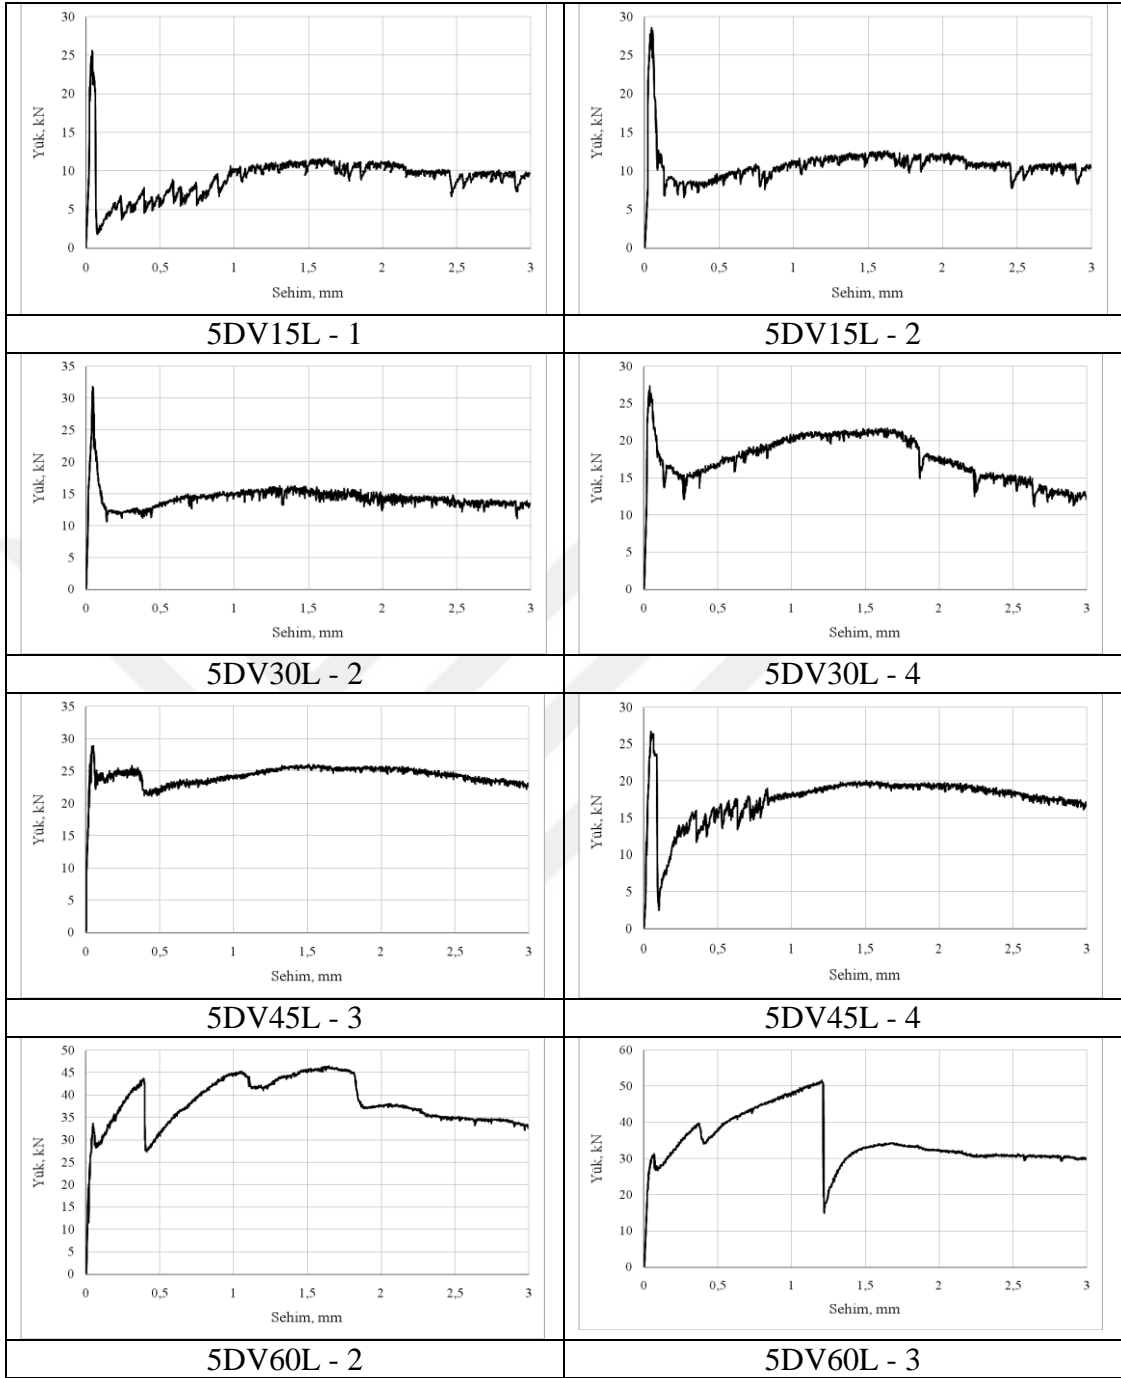 30
25
20
15
10
5
0
Yük, kN
0 0,5 1 1,5 2 2,5 3
Sehim, mm
30
25
20
15
10
5
0
Yük, kN
0 0,5 1 1,5 2 2,5 3
Sehim, mm
5DV15L - 1
5DV15L - 2
35
30
25
20
15
10
5
0
Yük, kN
0 0,5 1 1,5 2 2,5 3
Sehim, mm
30
25
20
15
10
5
0
Yük, kN
0 0,5 1 1,5 2 2,5 3
Sehim, mm
5DV30L - 2
5DV30L - 4
35
30
25
20
15
10
5
0
Yük, kN
0 0,5 1 1,5 2 2,5 3
Sehim, mm
30
25
20
15
10
5
0
Yük, kN
0 0,5 1 1,5 2 2,5 3
Sehim, mm
5DV45L - 3
5DV45L - 4
50
45
40
35
30
25
20
15
10
5
0
Yük, kN
0 0,5 1 1,5 2 2,5 3
Sehim, mm
60
50
40
30
20
10
0
Yük, kN
0 0,5 1 1,5 2 2,5 3
Sehim, mm
5DV60L - 2
5DV60L - 3